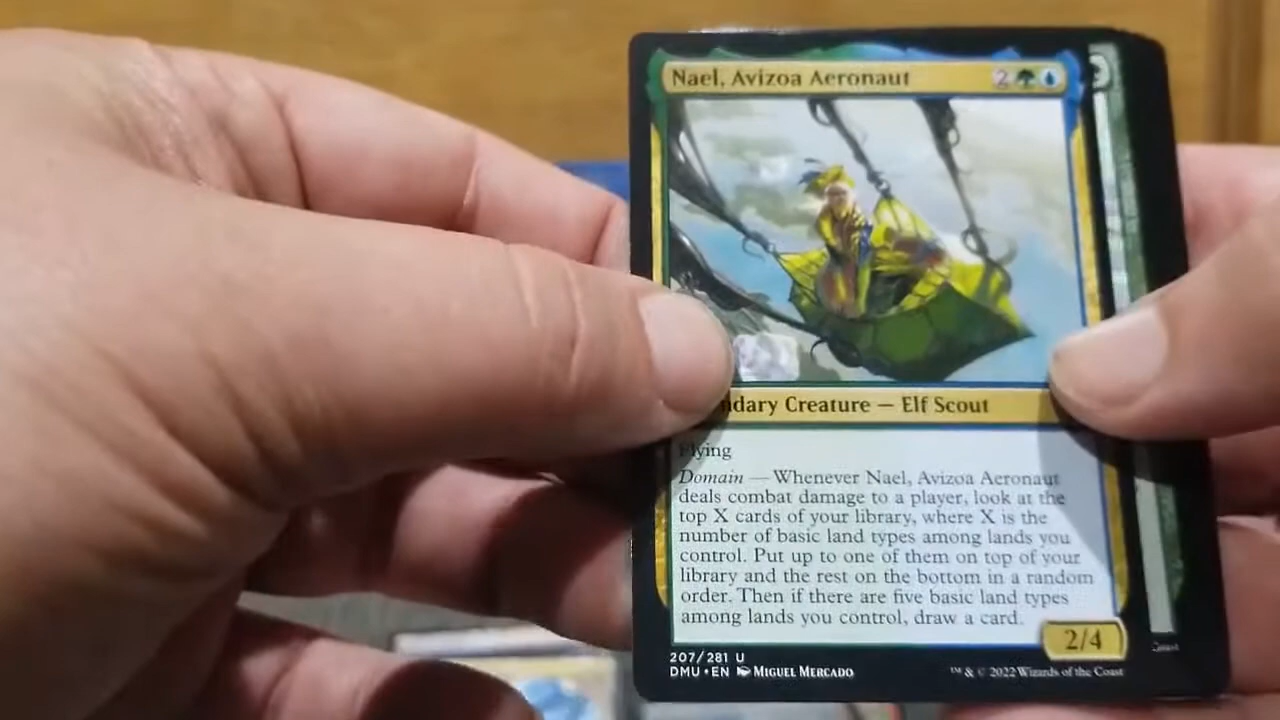 Nael, Avizoa Aeronaut 2
ndary Creature — Elf Scout
Flying
Domain — Whenever Nael, Avizoa Aeronaut
deals combat damage to a player, look at the
top X cards of your library, where X is the
number of basic land types among lands you
control. Put up to one of them on top of your
library and the rest on the bottom in a random
order. Then if there are five basic land types
among lands you control, draw a card.
2/4
207/281 U
DMU • EN Miguel Mercado
™ & © 2022 Wizards of the Coast
Coast